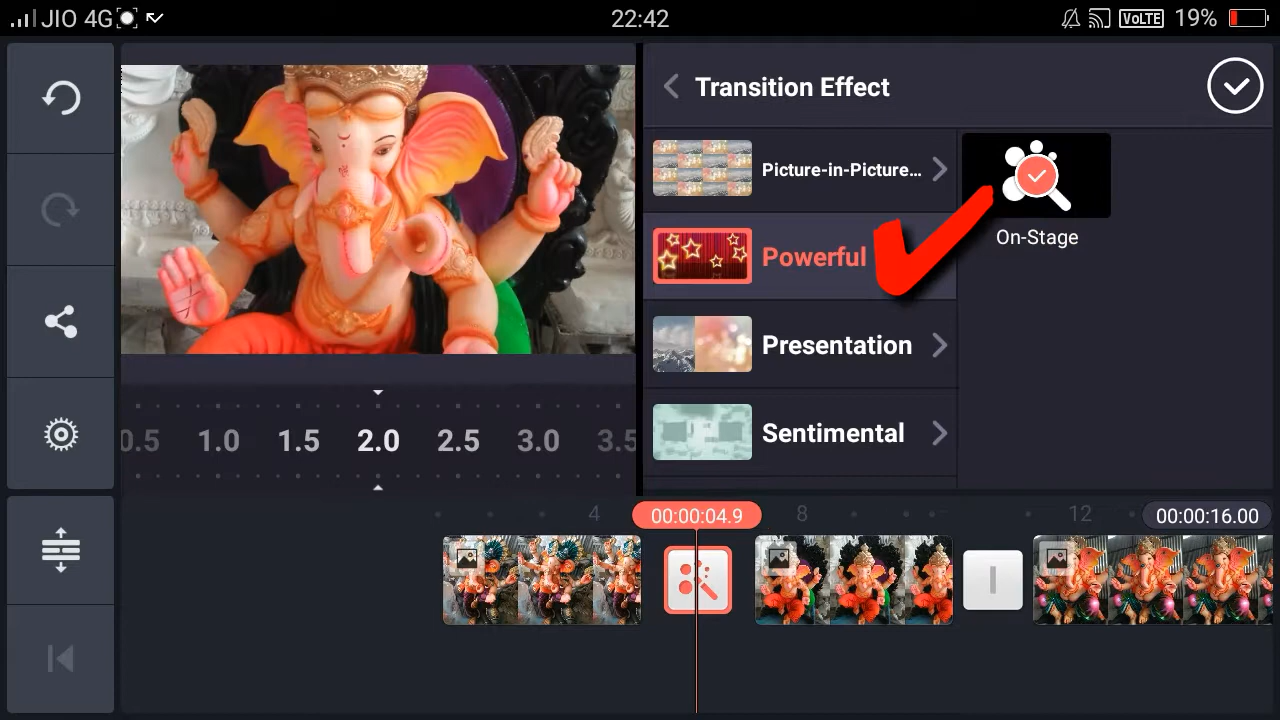 JIO 4G
22:42
VoLTE 19%
Transition Effect
Picture-in-Picture...
On-Stage
Powerful
Presentation
Sentimental
0.5 1.0 1.5 2.0 2.5 3.0 3.5
4 00:00:04.9 8 12 00:00:16.00